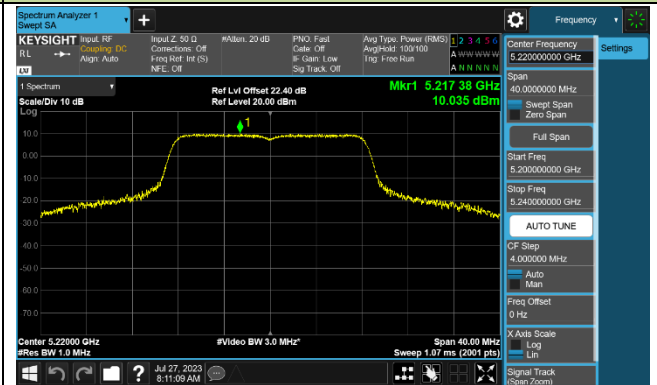 Spectrum Analyzer 1
Swept SA
Frequency
KEYSIGHT
RL
LXI
Input: RF
Coupling: DC
Align: Auto
Input Z: 50 Ω
Corrections: Off
Freq Ref: Int (S)
NFE: Off
#Atten: 20 dB
PNO: Fast
Gate: Off
IF Gain: Low
Sig Track: Off
Avg Type: Power (RMS)
Avg|Hold: 100/100
Trig: Free Run
1 2 3 4 5 6
A W W W W W
A N N N N N
1 Spectrum
Scale/Div 10 dB
Log
Ref Lvl Offset 22.40 dB
Ref Level 20.00 dBm
Mkr1 5.217 38 GHz
10.035 dBm
1
10.0
0.00
-10.0
-20.0
-30.0
-40.0
-50.0
-60.0
-70.0
Center 5.22000 GHz
#Res BW 1.0 MHz
#Video BW 3.0 MHz*
Span 40.00 MHz
Sweep 1.07 ms (2001 pts)
Jul 27, 2023
8:11:09 AM
Center Frequency
5.220000000 GHz
Settings
Span
40.0000000 MHz
Swept Span
Zero Span
Full Span
Start Freq
5.200000000 GHz
Stop Freq
5.240000000 GHz
AUTO TUNE
CF Step
4.000000 MHz
Auto
Man
Freq Offset
0 Hz
X Axis Scale
Log
Lin
Signal Track
(Span Zoom)